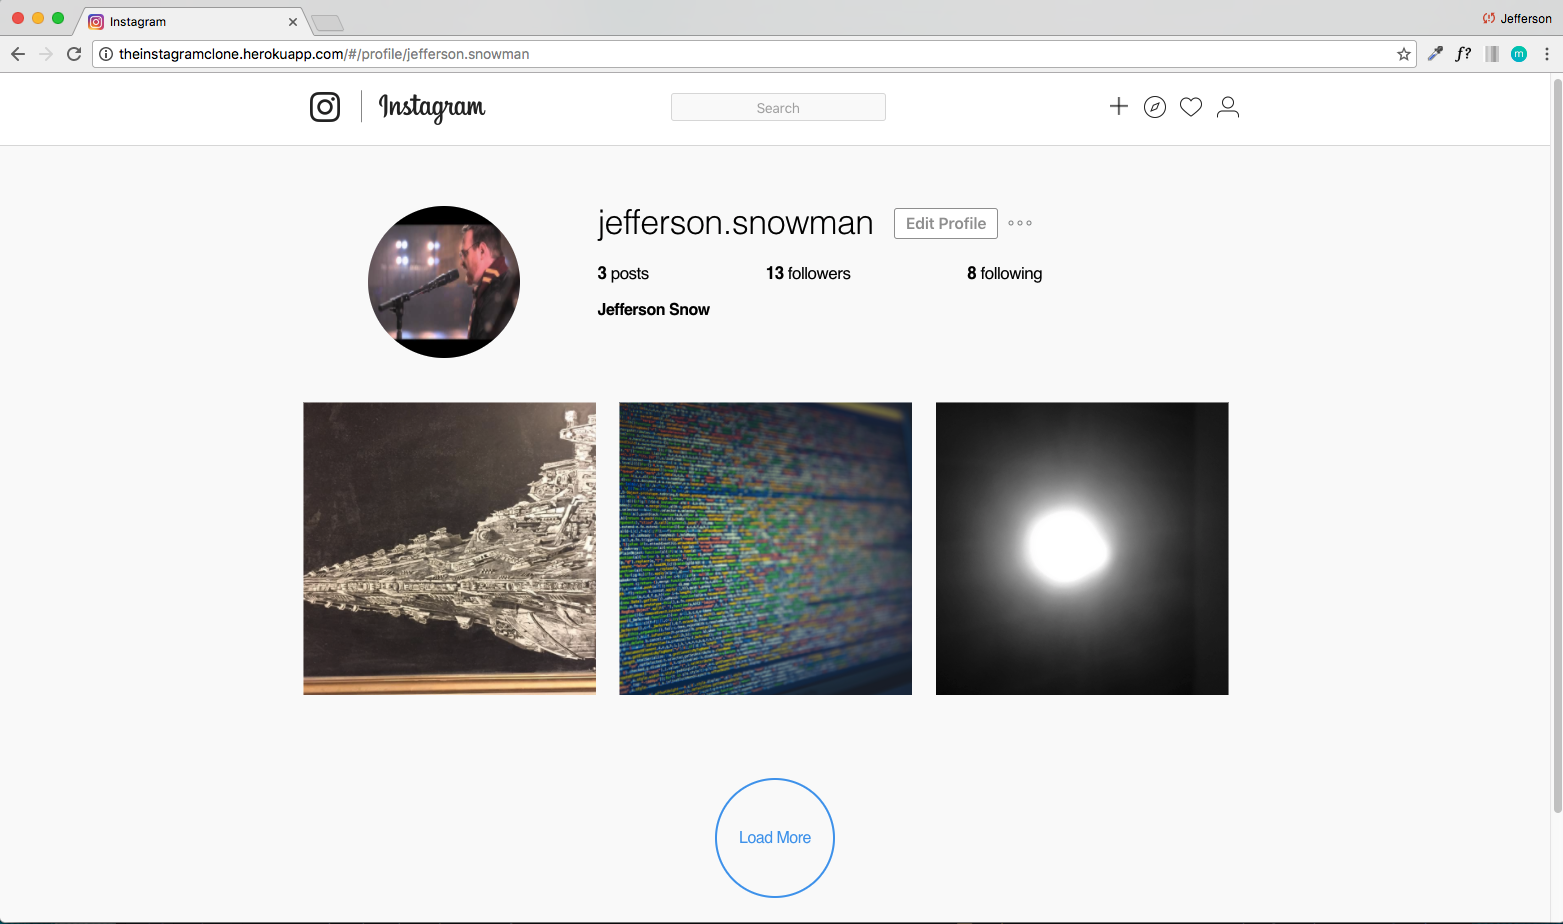 Instagram
Jefferson
theinstagramclone.herokuapp.com/#/profile/jefferson.snowman
f?
m
Instagram
Search
jefferson.snowman
Edit Profile
3 posts
13 followers
8 following
Jefferson Snow
Load More